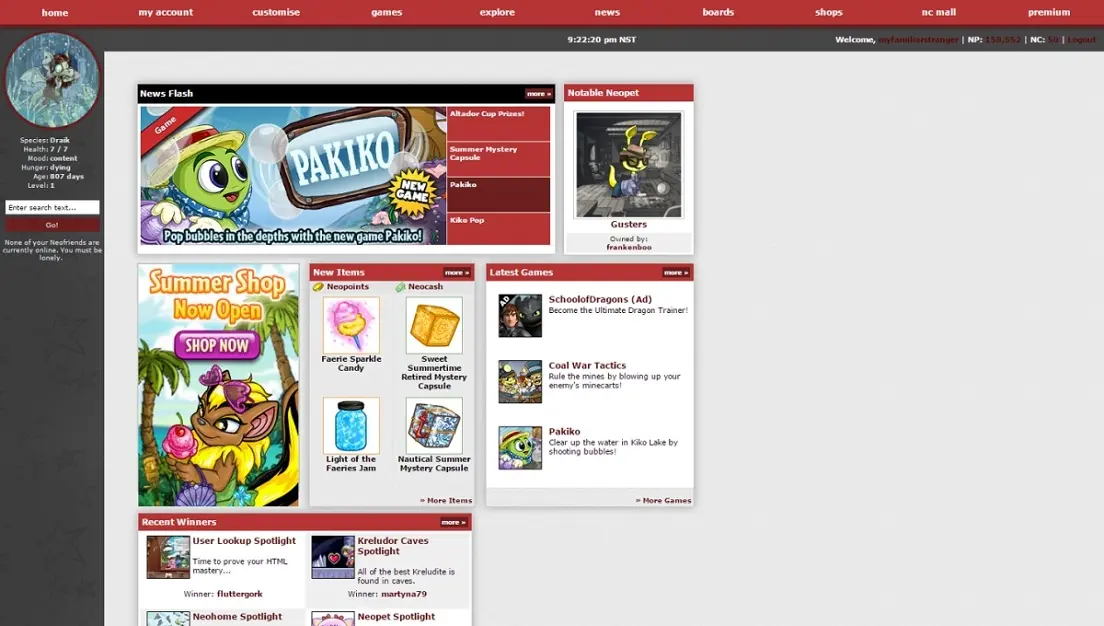 home
my account
customise
games
explore
news
boards
shops
nc mall
premium
9:22:20 pm NST
Welcome, myfamiliarstranger | NP: 158,552 | NC: 50 | Logout
Species: Draik
Health: 7 / 7
Mood: content
Hunger: dying
Age: 807 days
Level: 1
Enter search text...
Go!
None of your Neofriends are
currently online. You must be
lonely.
News Flash
more »
Game
PAKIKO
NEW
GAME
Pop bubbles in the depths with the new game Pakiko!
Altador Cup Prizes!
Summer Mystery
Capsule
Pakiko
Kiko Pop
Notable Neopet
Gusters
Owned by:
frankenboo
Summer Shop
Now Open
SHOP NOW
New Items
more »
Neopoints
Neocash
Faerie Sparkle
Candy
Sweet
Summertime
Retired Mystery
Capsule
Light of the
Faeries Jam
Nautical Summer
Mystery Capsule
» More Items
Latest Games
more »
AD
SchoolofDragons (Ad)
Become the Ultimate Dragon Trainer!
Coal War Tactics
Rule the mines by blowing up your
enemy's minecarts!
Pakiko
Clear up the water in Kiko Lake by
shooting bubbles!
» More Games
Recent Winners
more »
User Lookup Spotlight
Time to prove your HTML
mastery...
Winner: fluttergork
Kreludor Caves
Spotlight
All of the best Kreludite is
found in caves.
Winner: martyna79
Neohome Spotlight
Neopet Spotlight